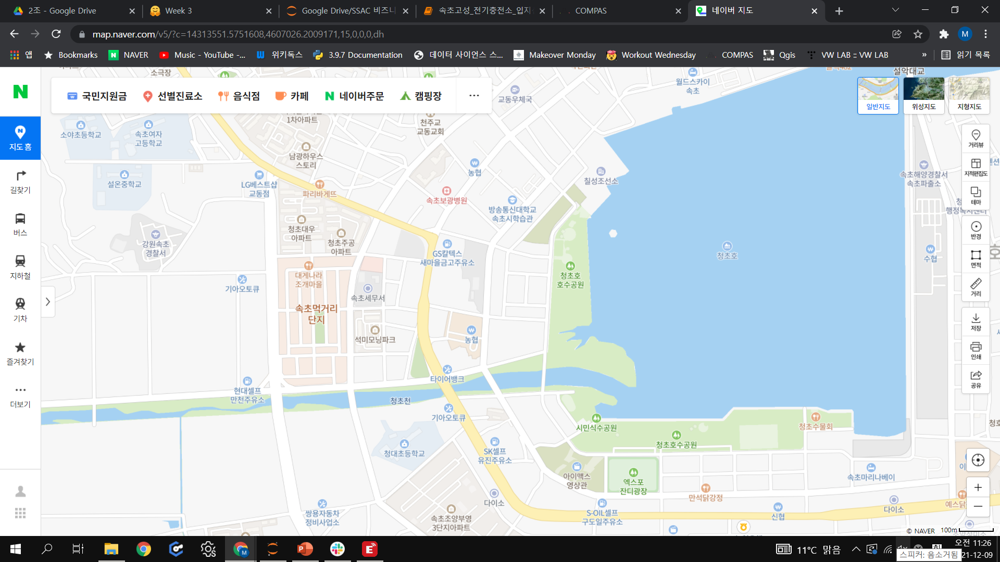 2조 - Google Drive
Week 3
Google Drive/SSAC 비즈니
속초고성_전기충전소_입지
COMPAS
네이버 지도
map.naver.com/v5/?c=14313551.5751608,4607026.2009171,15,0,0,0,dh
M
앱
Bookmarks
NAVER
Music - YouTube -...
위키독스
3.9.7 Documentation
데이터 사이언스 스...
Makeover Monday
Workout Wednesday
COMPAS
Qgis
VW LAB :: VW LAB
»
읽기 목록
국민지원금
선별진료소
음식점
카페
네이버주문
캠핑장
일반지도
위성지도
지형지도
지도 홈
길찾기
버스
지하철
기차
즐겨찾기
더보기
거리뷰
지적편집도
테마
반경
면적
거리
저장
인쇄
공유
소극장
월드스카이
속초
설악대교
교동우체국
1차아파트
천주교
교동교회
소야초등학교
속초여자
고등학교
남광하우스
스토리
농협
칠성조선소
속초해양경찰서
속초파출소
설온중학교
LG베스트샵
교동점
파리바게뜨
속초보광병원
방송통신대학교
속초시학습관
행정복지센터
강원속초
경찰서
청초대우
아파트
청초주공
아파트
GS칼텍스
새마을금고주유소
청초호
수협
대게나라
조개마을
청초호
호수공원
기아오토큐
속초세무서
속초먹거리
단지
석미모닝파크
농협
타이어뱅크
현대셀프
만천주유소
청초천
기아오토큐
시민식수공원
청초수물회
청초호수공원
청대초등학교
SK셀프
유진주유소
아이맥스
영상관
엑스포
잔디광장
속초마리나베이
만석닭강정
다이소
쌍용자동차
정비사업소
속초조양부영
3단지아파트
S-OIL셀프
구도일주유소
신협
다이소
예스닭
© NAVER
100m
11°C 맑음
오전 11:26
21-12-09
스피커: 음소거됨